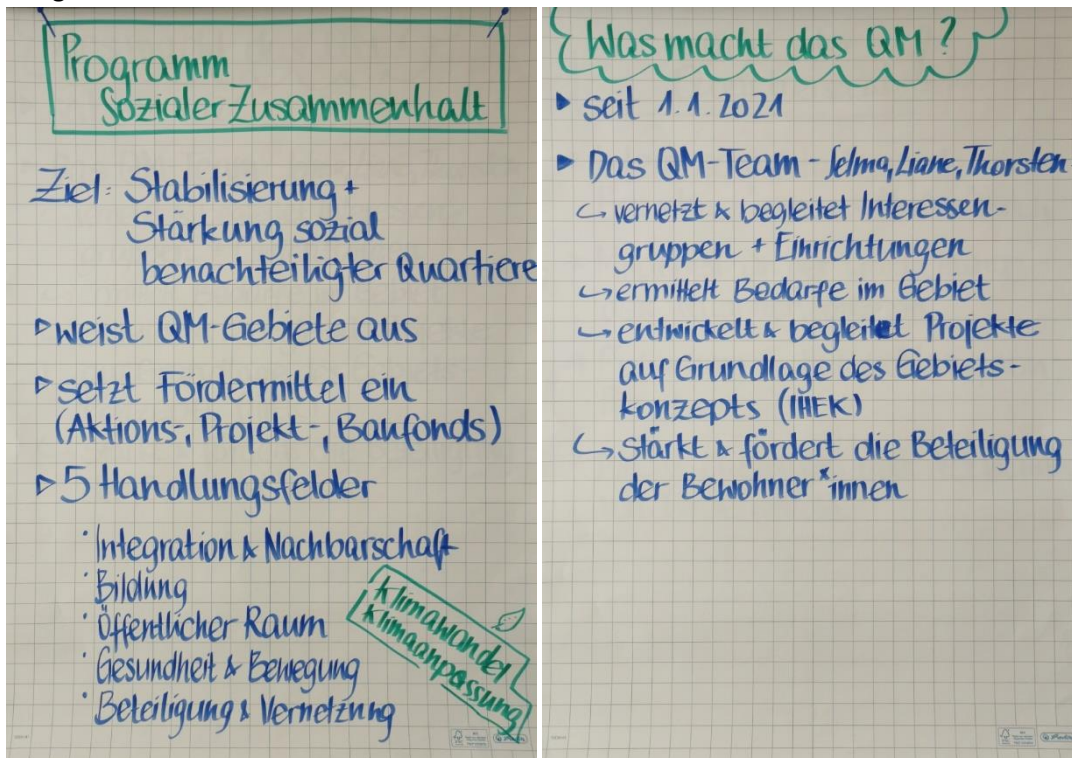 Programm
Sozialer Zusammenhalt
Ziel: Stabilisierung +
Stärkung sozial
benachteiligter Quartiere
▹weist QM-Gebiete aus
▹setzt Fördermittel ein
(Aktions-, Projekt-, Baufonds)
▹5 Handlungsfelder
· Integration & Nachbarschaft
· Bildung
· Öffentlicher Raum
· Gesundheit & Bewegung
· Beteiligung & Vernetzung
Klimawandel
Klimaanpassung
Was macht das QM?
▸ seit 1.1.2021
▸ Das QM-Team - Selma, Liane, Thorsten
↪ vernetzt & begleitet Interessen-
gruppen + Einrichtungen
↪ ermittelt Bedarfe im Gebiet
↪ entwickelt & begleitet Projekte
auf Grundlage des Gebiets-
konzepts (IHEK)
↪ stärkt & fördert die Beteiligung
der Bewohner*innen